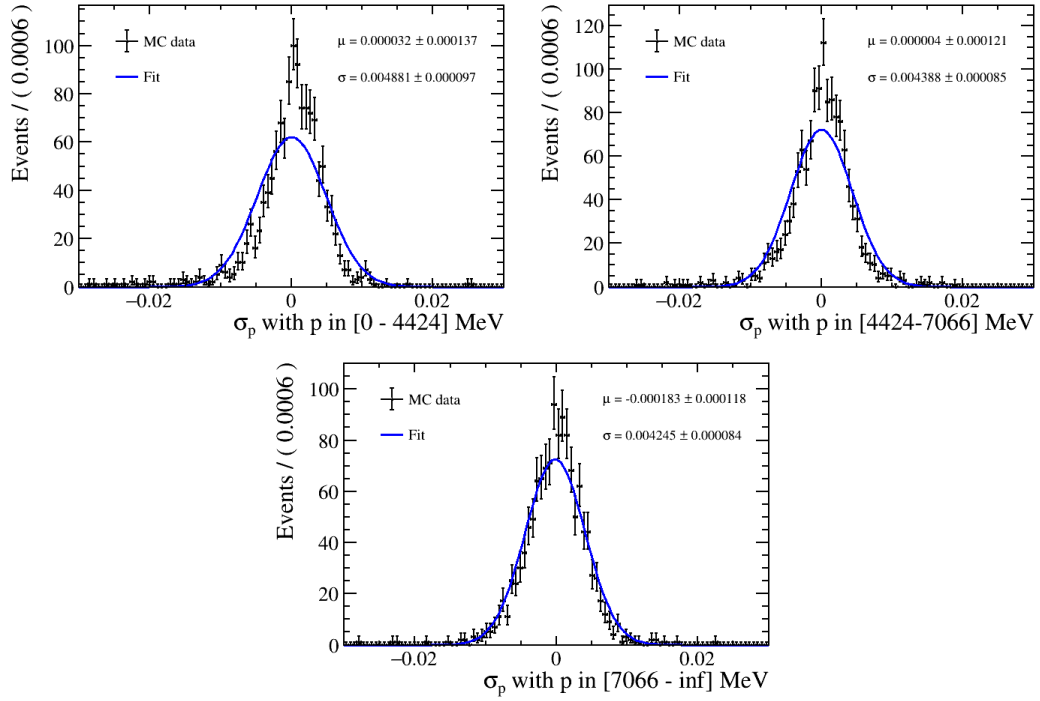 Events / ( 0.0006 )
100
80
60
40
20
0
−0.02
0
0.02
MC data
Fit
μ = 0.000032 ± 0.000137
σ = 0.004881 ± 0.000097
σp with p in [0 - 4424] MeV
Events / ( 0.0006 )
120
100
80
60
40
20
0
−0.02
0
0.02
MC data
Fit
μ = 0.000004 ± 0.000121
σ = 0.004388 ± 0.000085
σp with p in [4424-7066] MeV
Events / ( 0.0006 )
100
80
60
40
20
0
−0.02
0
0.02
MC data
Fit
μ = -0.000183 ± 0.000118
σ = 0.004245 ± 0.000084
σp with p in [7066 - inf] MeV